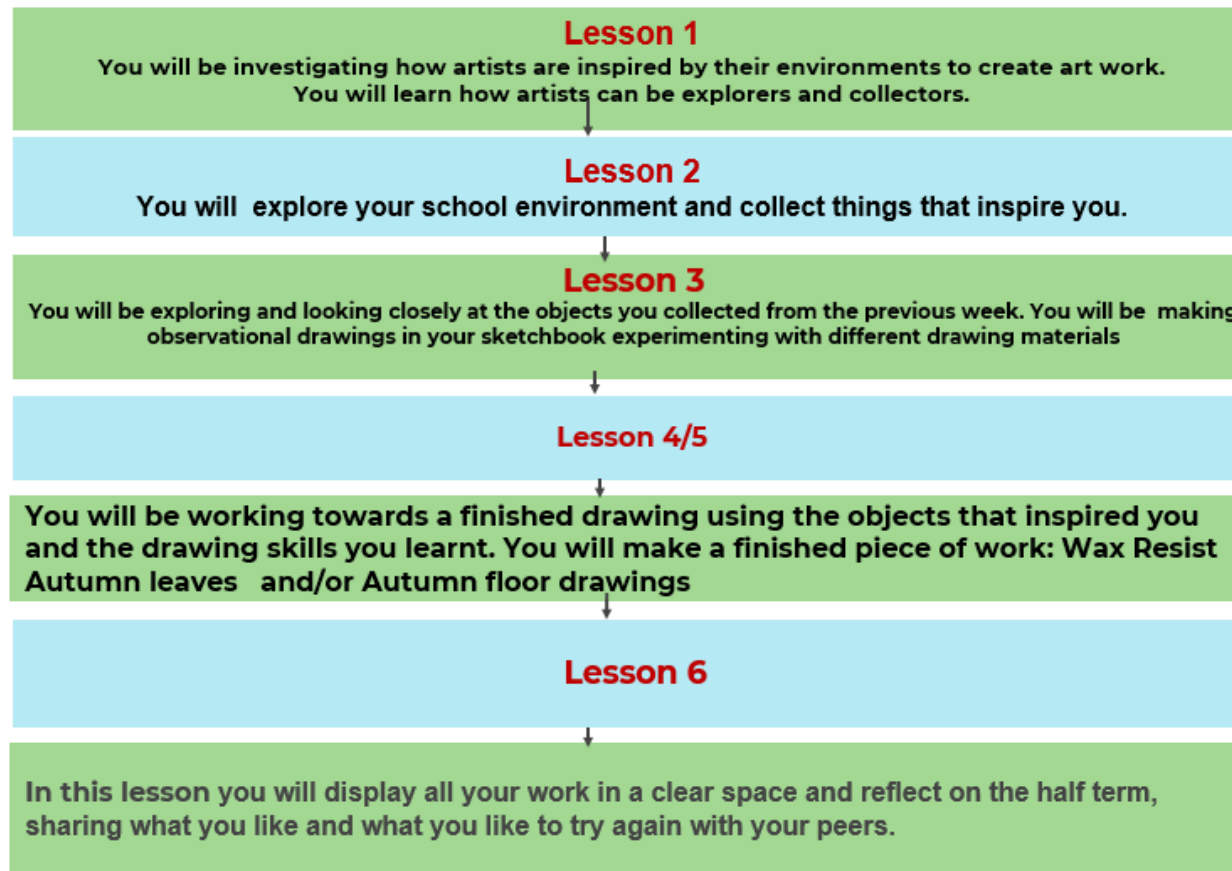 Lesson 1
You will be investigating how artists are inspired by their environments to create art work.
You will learn how artists can be explorers and collectors.
Lesson 2
You will  explore your school environment and collect things that inspire you.
Lesson 3
You will be exploring and looking closely at the objects you collected from the previous week. You will be  making
observational drawings in your sketchbook experimenting with different drawing materials
Lesson 4/5
You will be working towards a finished drawing using the objects that inspired you
and the drawing skills you learnt. You will make a finished piece of work: Wax Resist
Autumn leaves   and/or Autumn floor drawings
Lesson 6
In this lesson you will display all your work in a clear space and reflect on the half term,
sharing what you like and what you like to try again with your peers.